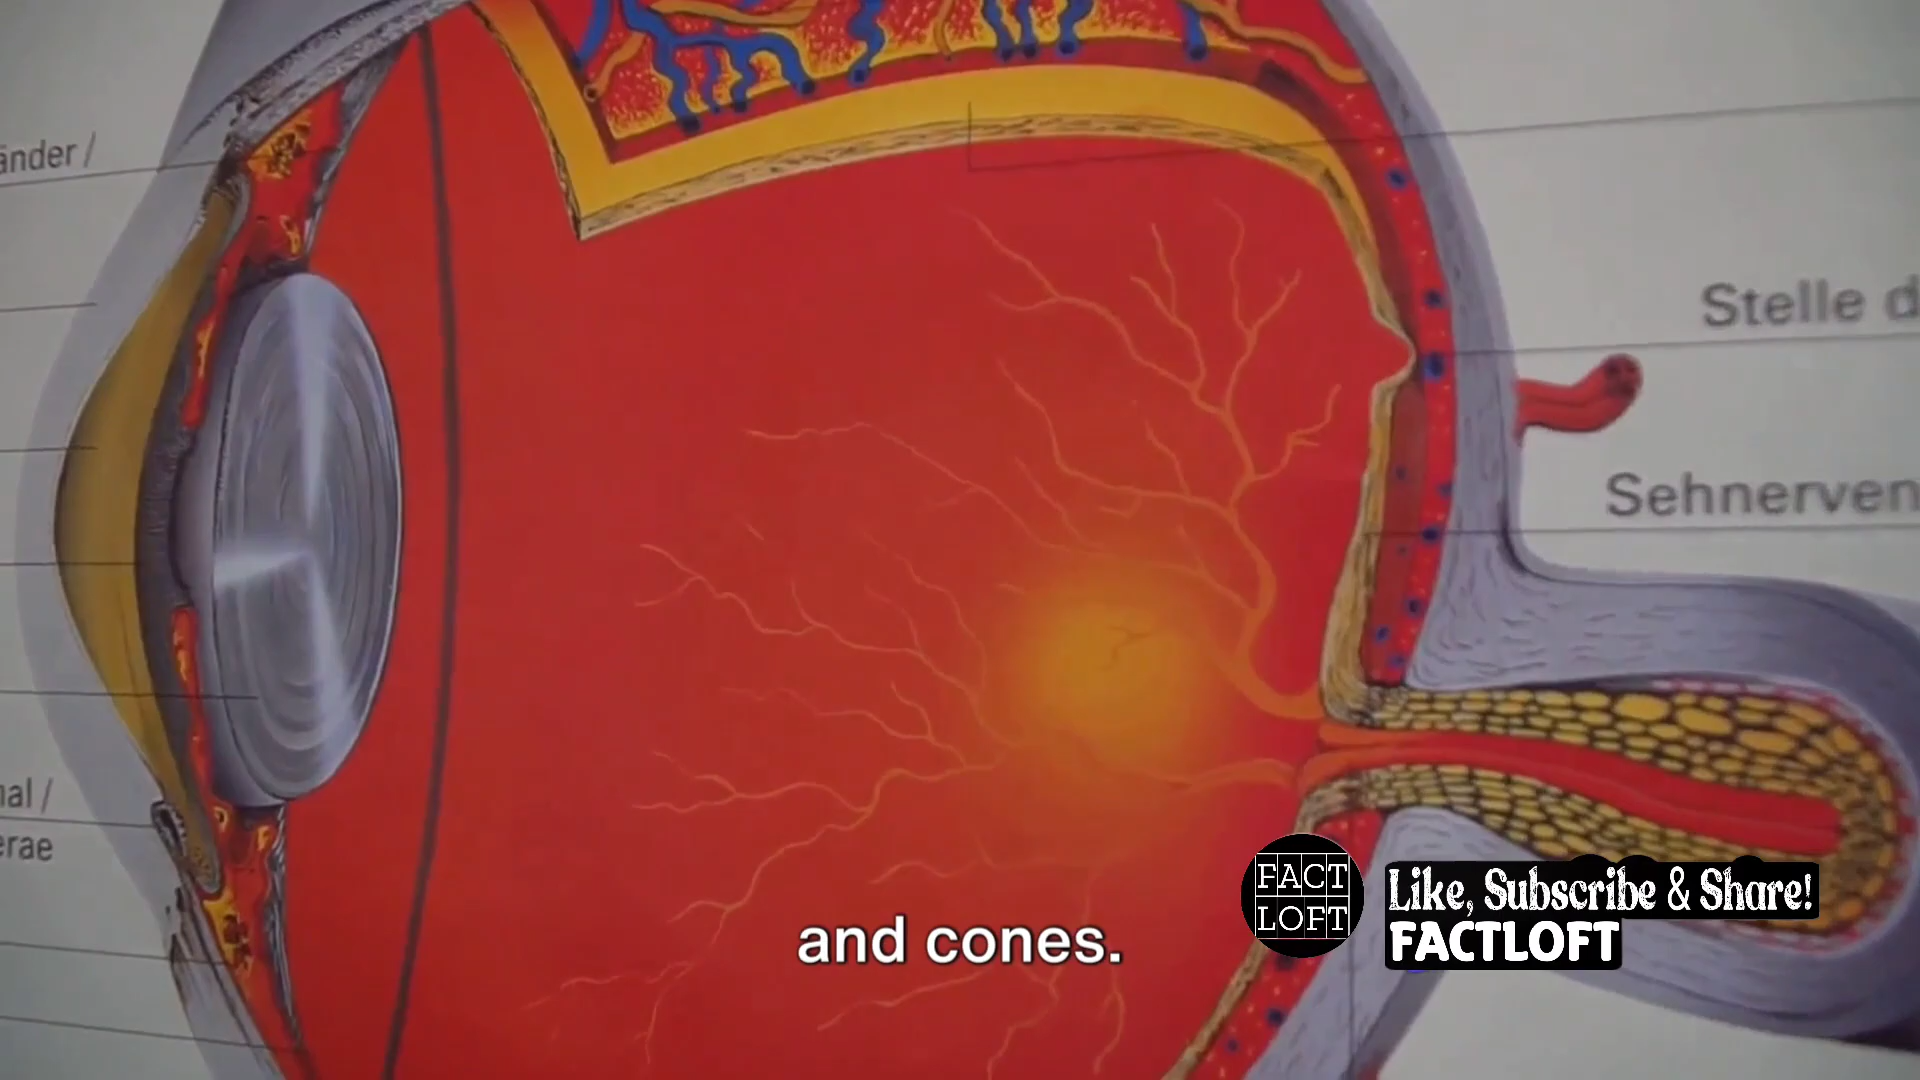 änder /
Stelle d
Sehnerven
nal /
erae
and cones.
FACT
LOFT
Like, Subscribe & Share!
FACTLOFT